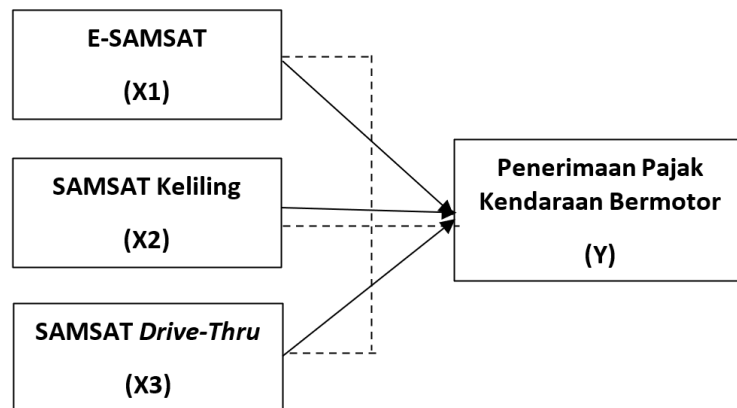 E-SAMSAT
(X1)
SAMSAT Keliling
(X2)
SAMSAT Drive-Thru
(X3)
Penerimaan Pajak
Kendaraan Bermotor
(Y)